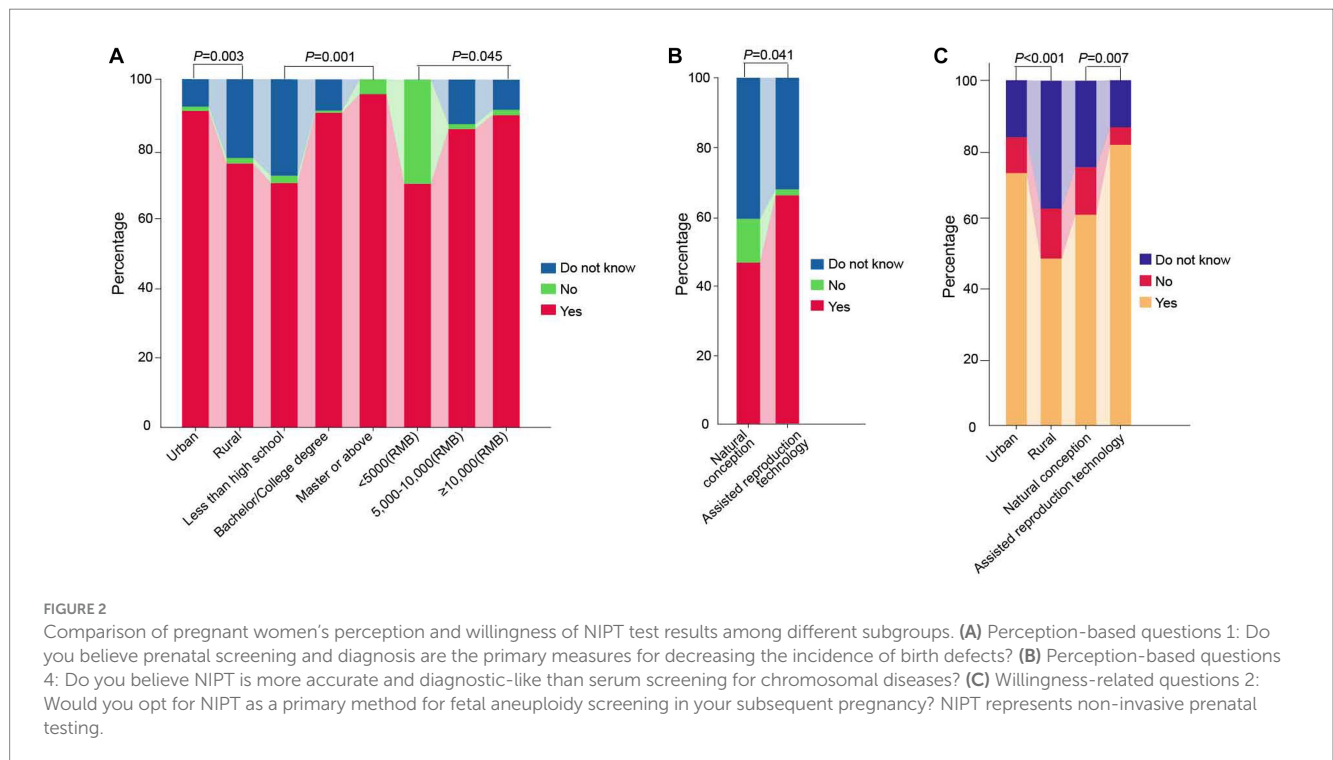 A
P=0.003
P=0.001
P=0.045
100
80
60
40
20
0
Percentage
Do not know
No
Yes
Urban
Rural
Less than high school
Bachelor/College degree
Master or above
<5000(RMB)
5,000-10,000(RMB)
≥10,000(RMB)
B
P=0.041
100
80
60
40
20
0
Percentage
Do not know
No
Yes
Natural
conception
Assisted reproduction
technology
C
P<0.001
P=0.007
100
80
60
40
20
0
Percentage
Do not know
No
Yes
Urban
Rural
Natural conception
Assisted reproduction technology
FIGURE 2
Comparison of pregnant women's perception and willingness of NIPT test results among different subgroups. (A) Perception-based questions 1: Do
you believe prenatal screening and diagnosis are the primary measures for decreasing the incidence of birth defects? (B) Perception-based questions
4: Do you believe NIPT is more accurate and diagnostic-like than serum screening for chromosomal diseases? (C) Willingness-related questions 2:
Would you opt for NIPT as a primary method for fetal aneuploidy screening in your subsequent pregnancy? NIPT represents non-invasive prenatal
testing.